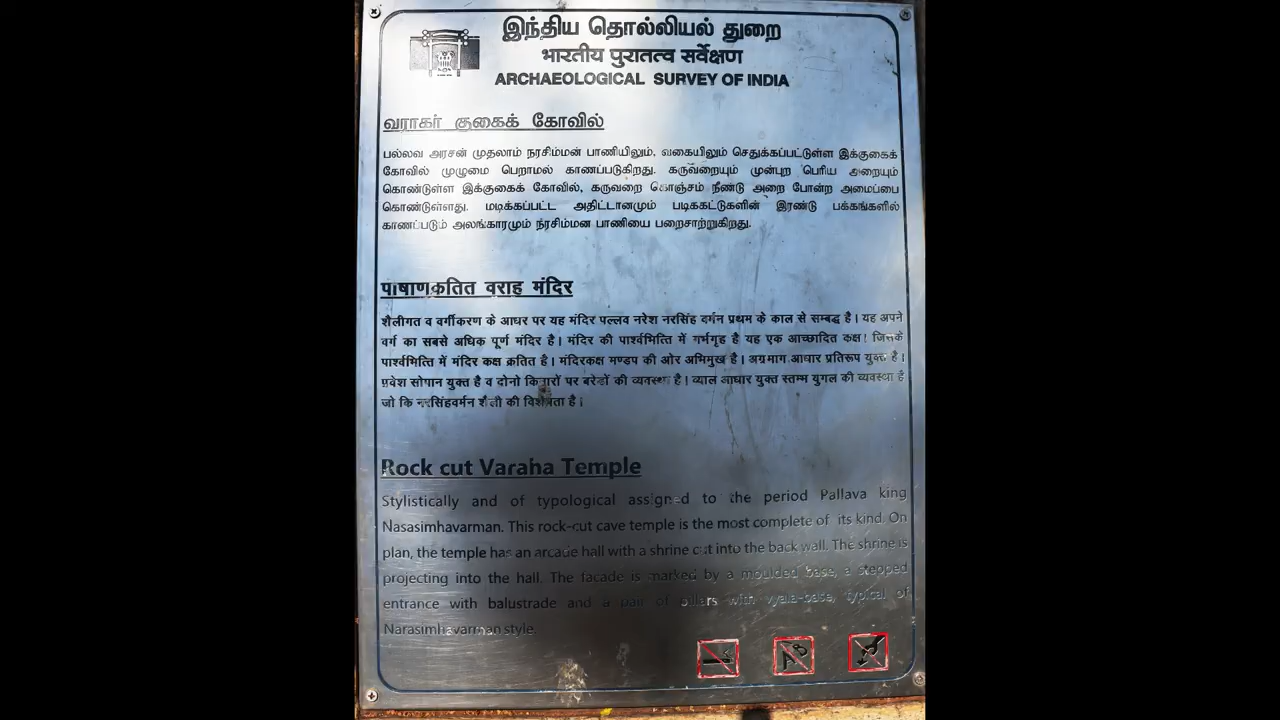 இந்திய தொல்லியல் துறை
भारतीय पुरातत्व सर्वेक्षण
ARCHAEOLOGICAL SURVEY OF INDIA
வராகர் குகைக் கோவில்
பல்லவ அரசன் முதலாம் நரசிம்மன் பாணியிலும், வகையிலும் செதுக்கப்பட்டுள்ள இக்குகைக்
கோவில் முழுமை பெறாமல் காணப்படுகிறது. கருவறையும் முன்புற பெரிய அறையும்
கொண்டுள்ள இக்குகைக் கோவில், கருவறை கொஞ்சம் நீண்டு அறை போன்ற அமைப்பை
கொண்டுள்ளது. மடிக்கப்பட்ட அதிட்டானமும் படிககட்டுகளின் இரண்டு பக்கங்களில்
காணப்படும் அலங்காரமும் நரசிம்மன பாணியை பறைசாற்றுகிறது.
पाषाणकतित वराह मंदिर
शैलीगत व वर्गीकरण के आधर पर यह मंदिर पल्लव नरेश नरसिंह वर्मन प्रथम के काल से सम्बद्ध है। यह अपने
वर्ग का सबसे अधिक पूर्ण मंदिर है। मंदिर की पार्श्वभित्ति में गर्भगृह है यह एक आच्छादित कक्ष। जिसके
पार्श्वभित्ति में मंदिर कक्ष क्रतित है। मंदिरकक्ष मण्डप की ओर अभिमुख है। अग्रमाग आधार प्रतिरूप युक्त है।
प्रवेश सोपान युक्त है व दोनो किनारों पर बरेडों की व्यवस्था है। व्याल आधार युक्त स्तम्भ युगल की व्यवस्था है
जो कि नरसिंहवर्मन शैली की विशेषता है।
Rock cut Varaha Temple
Stylistically and of typological assigned to the period Pallava king
Nasasimhavarman. This rock-cut cave temple is the most complete of its kind. On
plan, the temple has an arcade hall with a shrine cut into the back wall. The shrine is
projecting into the hall. The facade is marked by a moulded base, a stepped
entrance with balustrade and a pair of pillars with vyala-base, typical of
Narasimhavarman style.